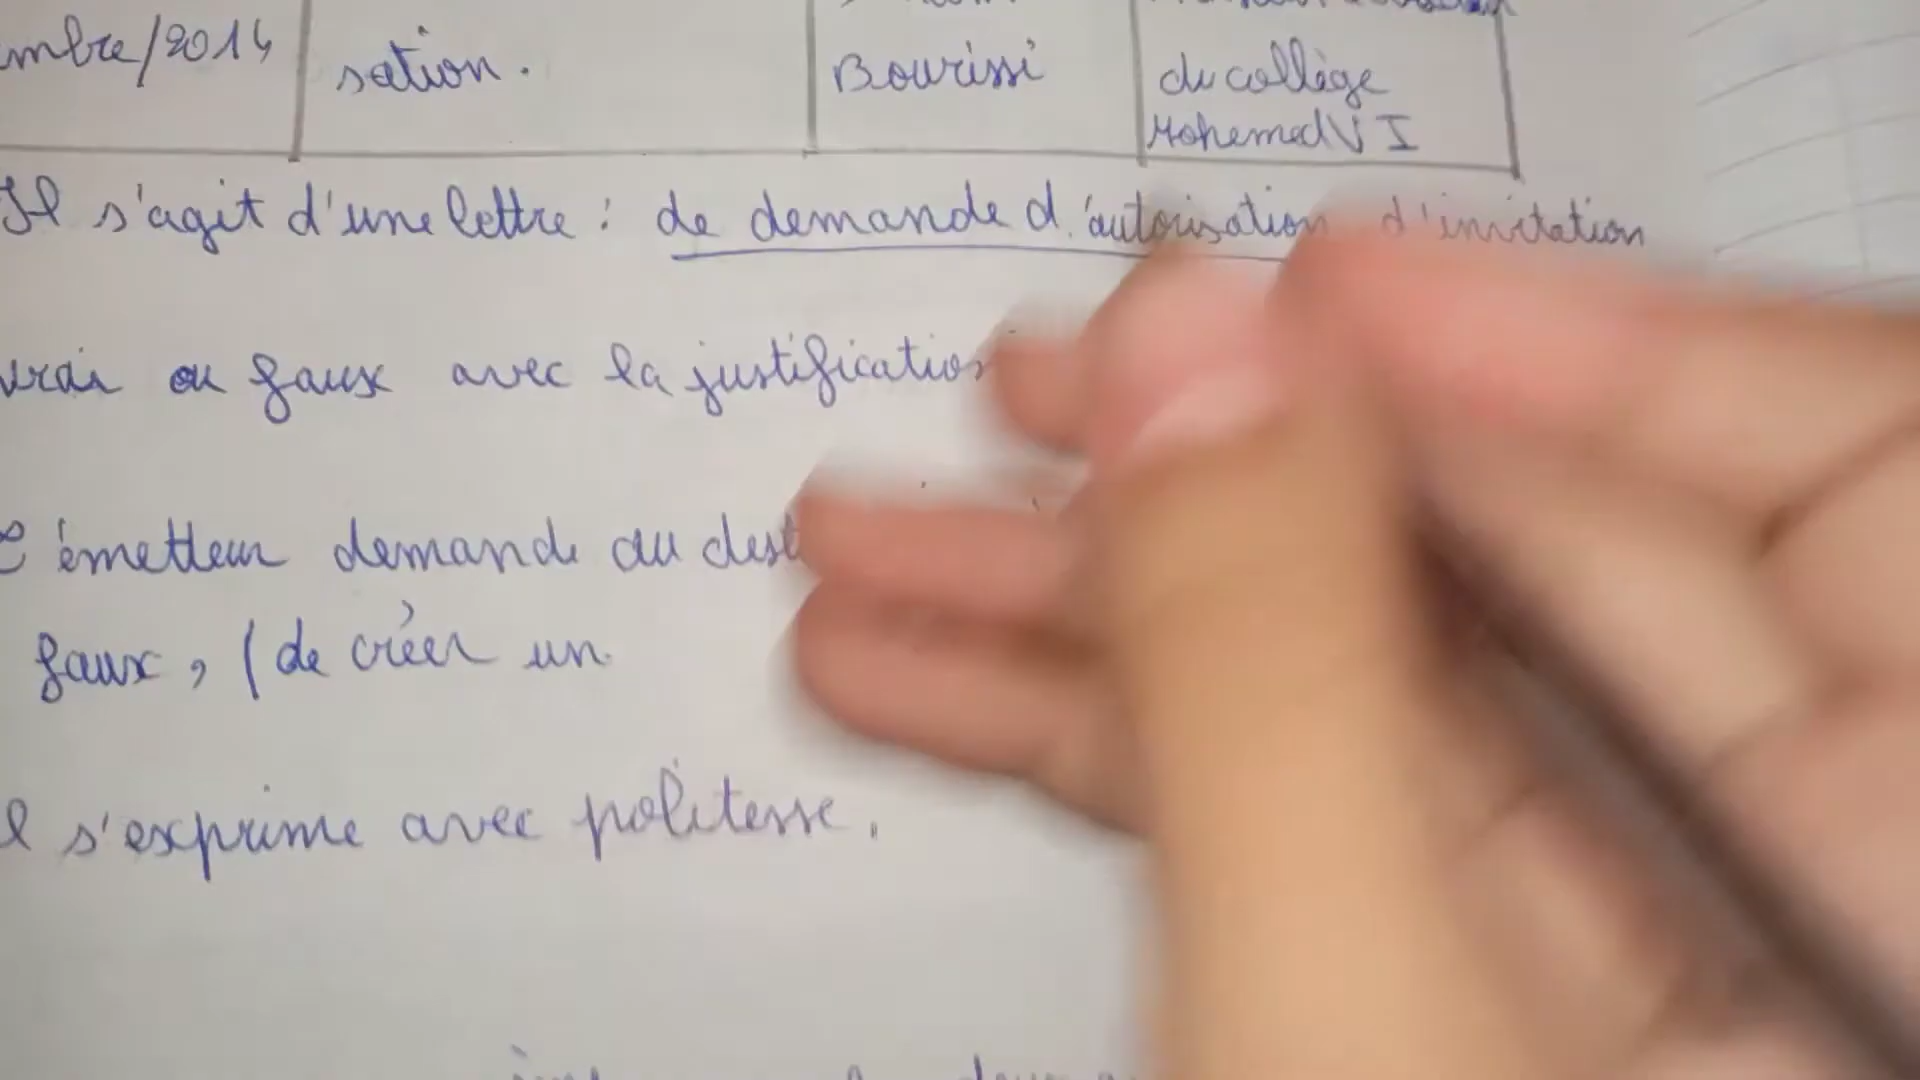 mbre/2014
sation.
Bourissi
du collège
Mohemed VI
Il s'agit d'une lettre : de demande d'autorisation d'invitation
vrai ou faux avec la justification
L'émetteur demande au dest
faux, (de créer un
s'exprime avec politesse.